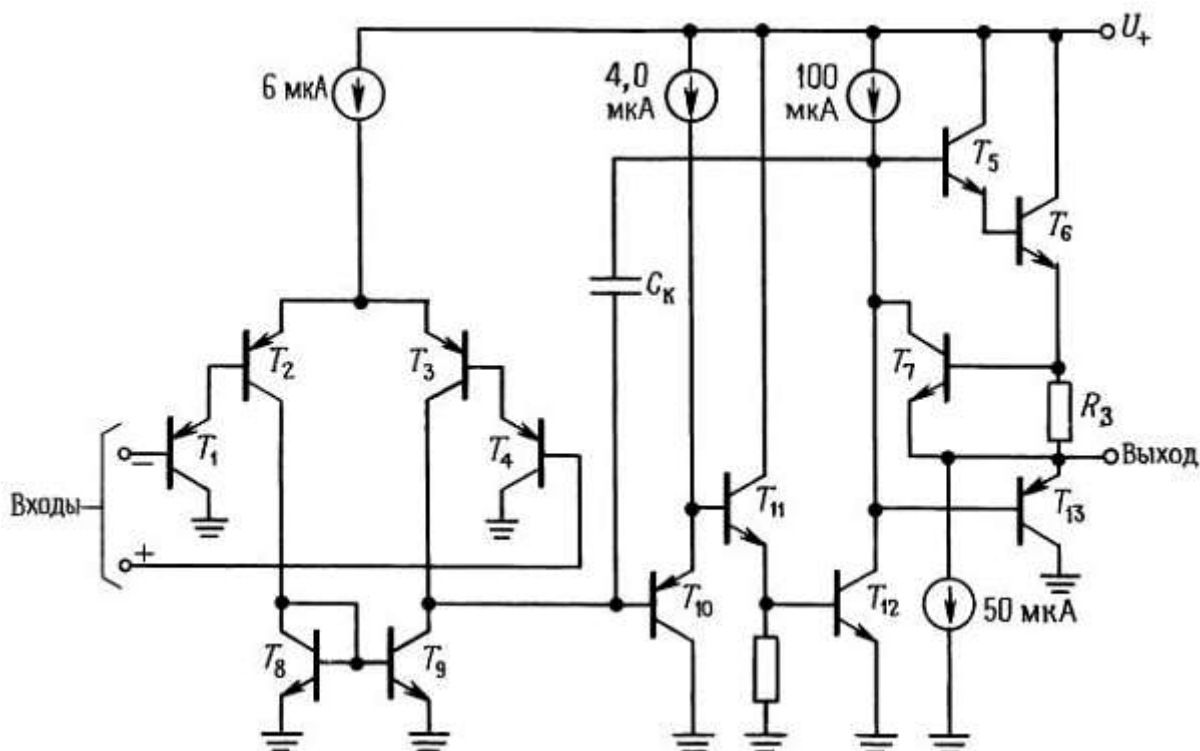 U₊
6 мкА
4,0
мкА
100
мкА
T₅
T₆
Cₖ
T₂
T₃
T₇
R₃
T₁
T₄
Выход
Входы
−
+
T₁₁
T₁₃
T₁₀
T₁₂
50 мкА
T₈
T₉